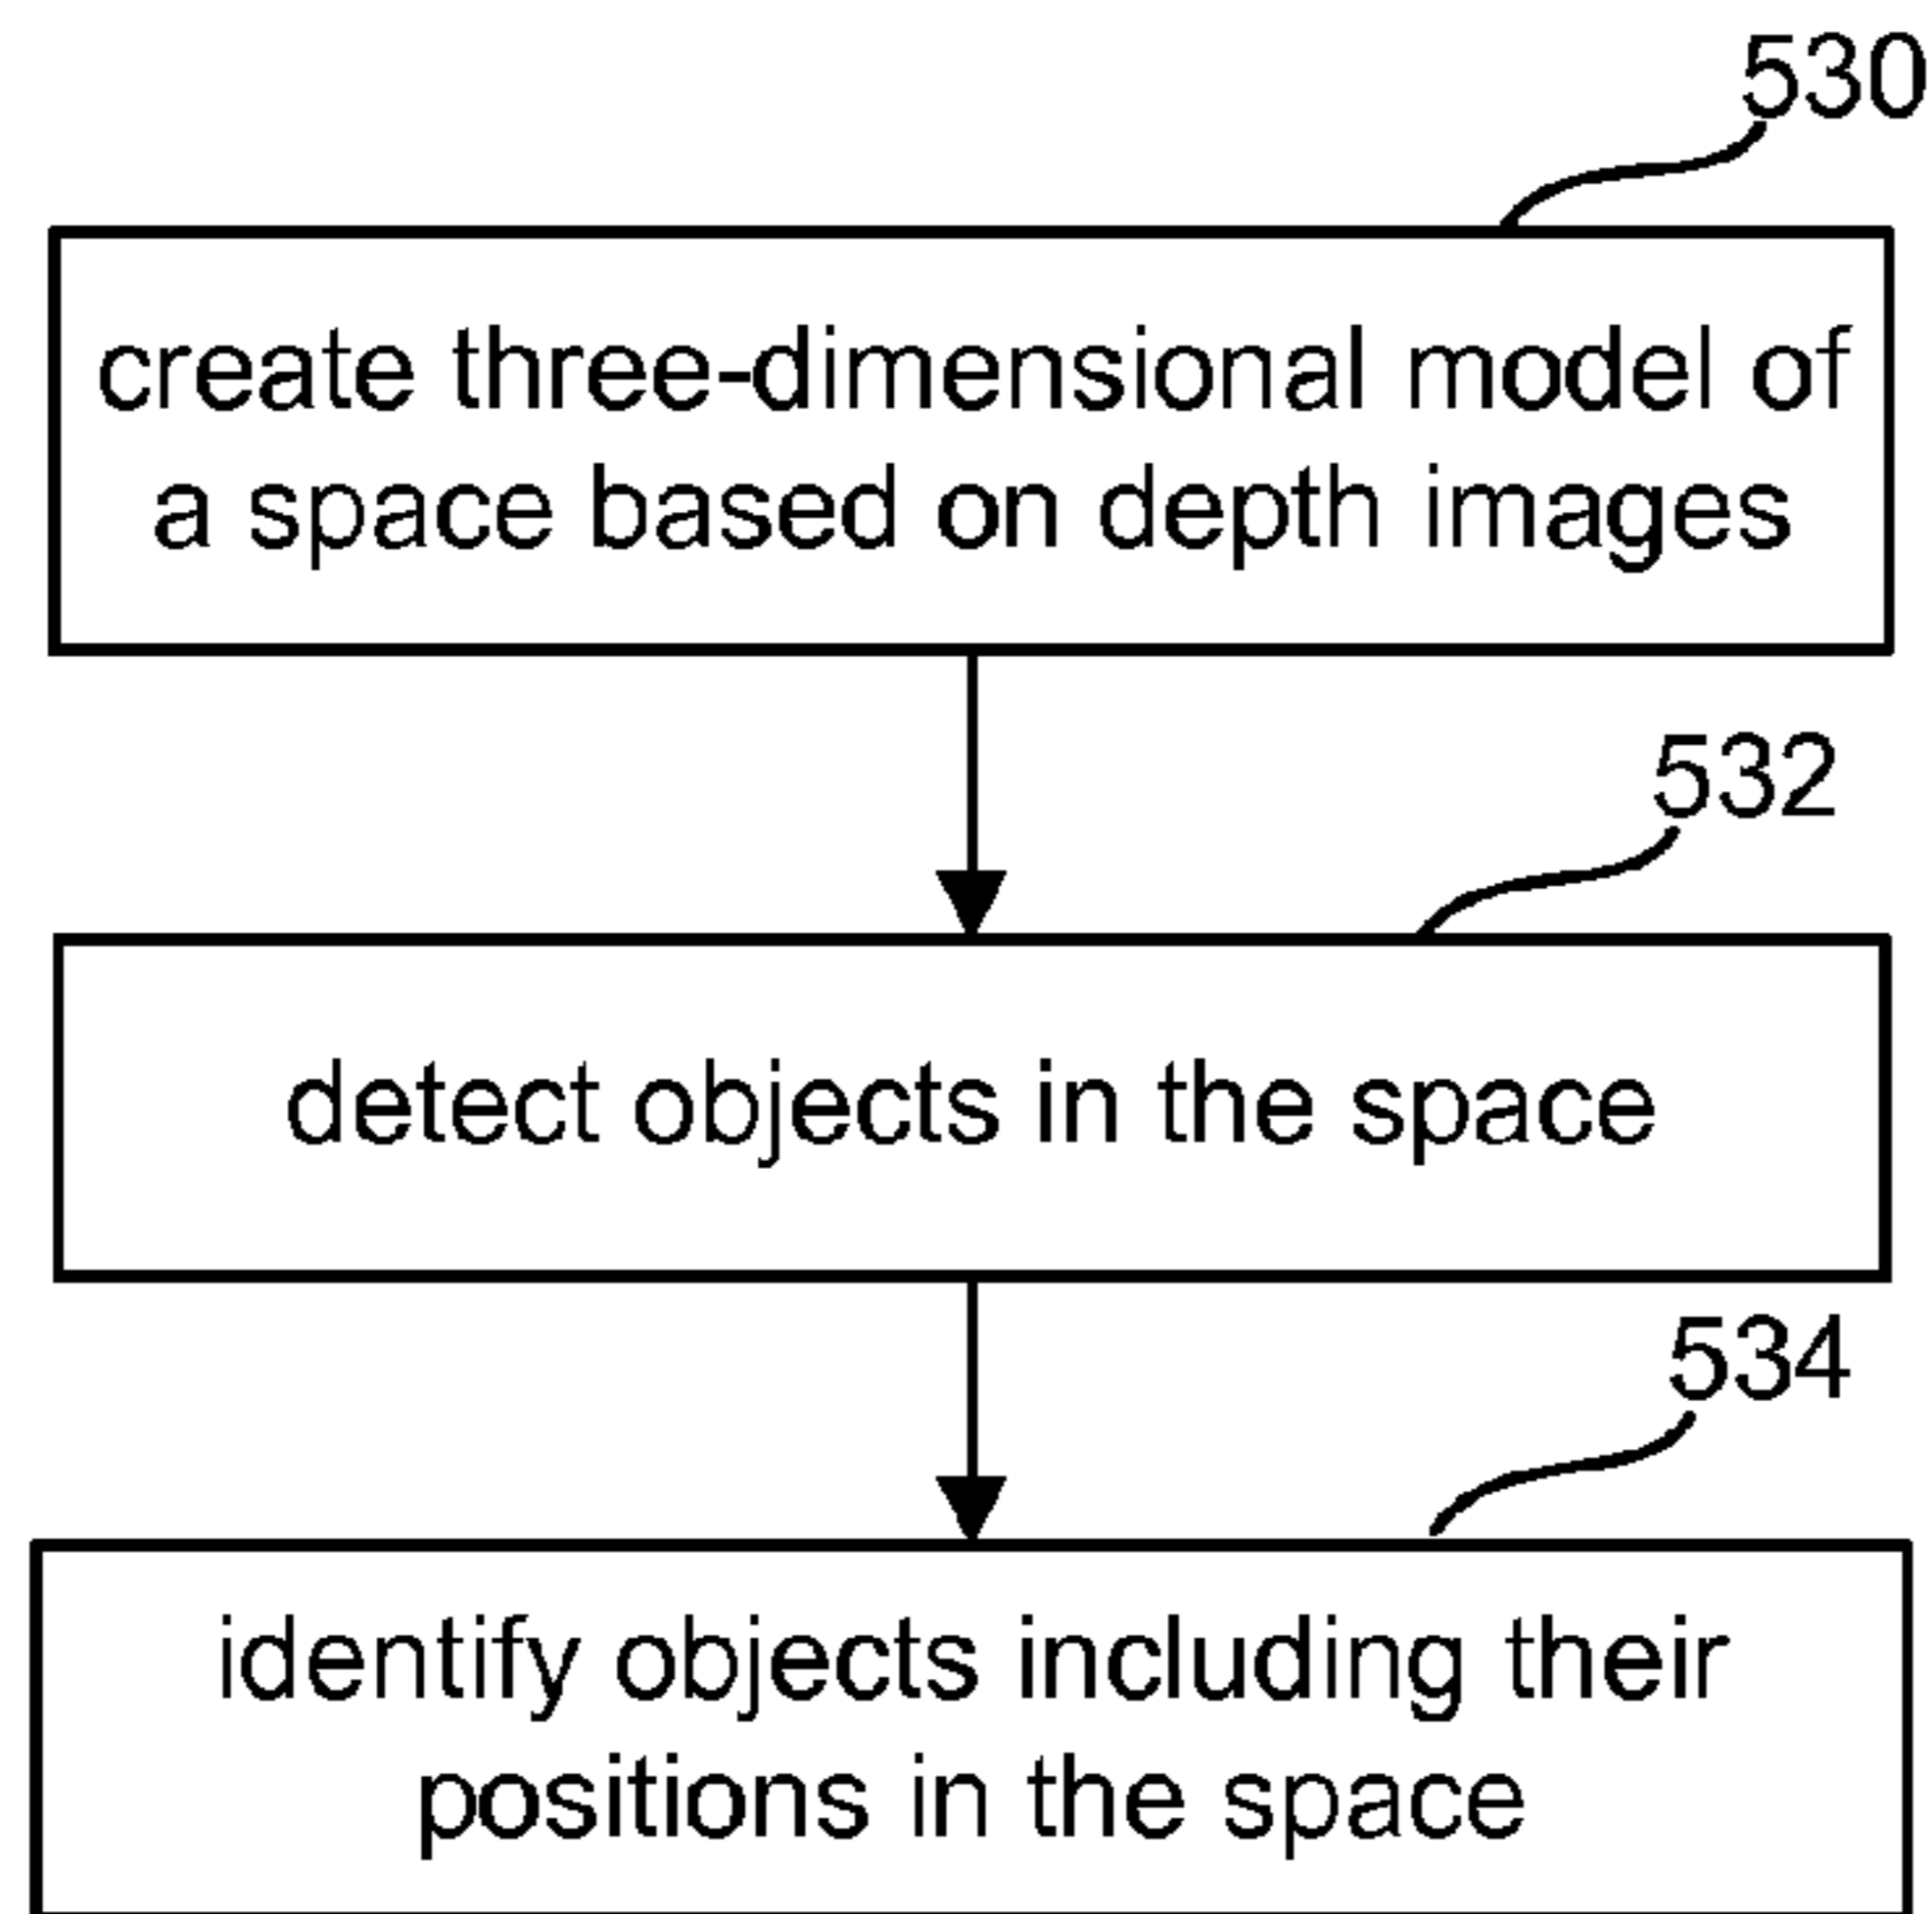 530
create three-dimensional model of
a space based on depth images
532
detect objects in the space
534
identify objects including their
positions in the space